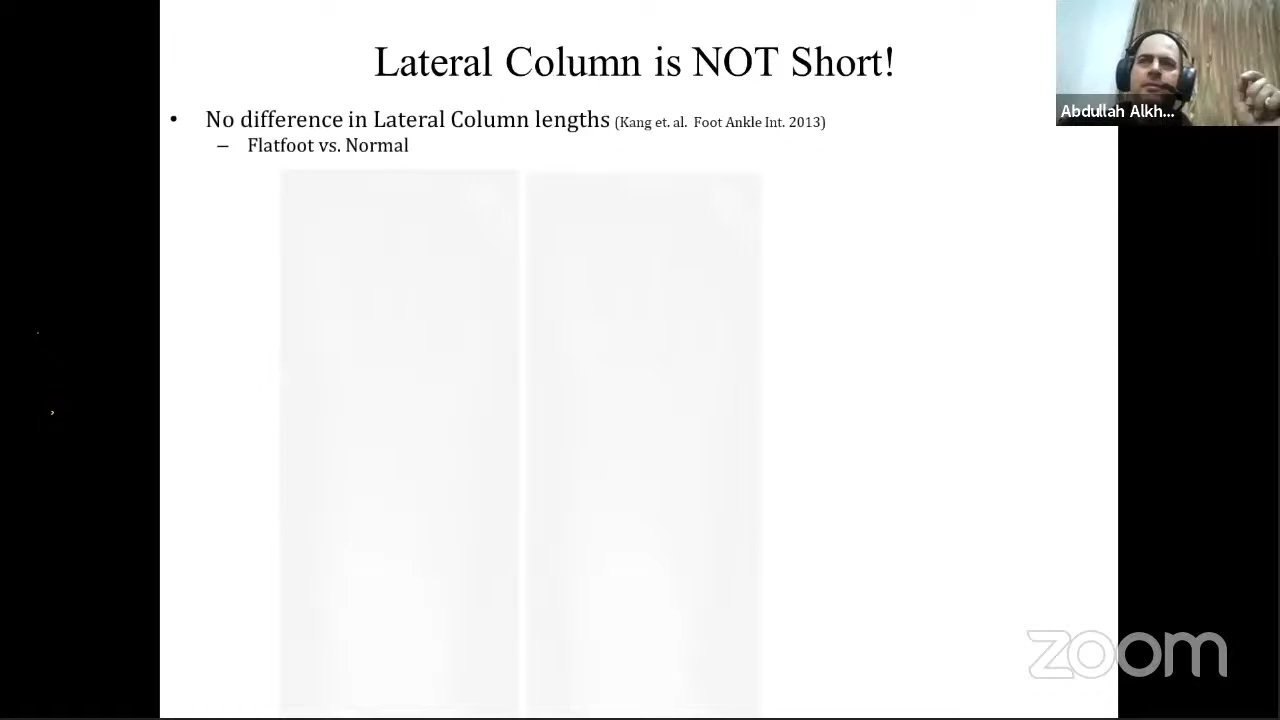 Lateral Column is NOT Short!
• No difference in Lateral Column lengths (Kang et. al. Foot Ankle Int. 2013)
– Flatfoot vs. Normal
Abdullah Alkh...
zoom